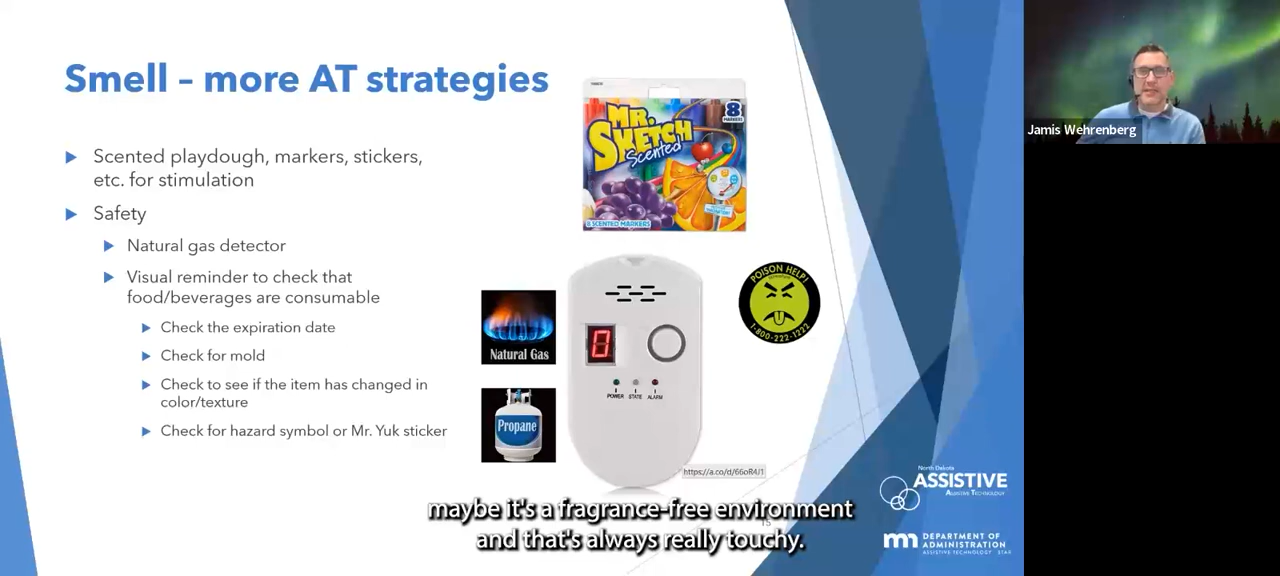 Smell – more AT strategies
Scented playdough, markers, stickers,
etc. for stimulation
Safety
Natural gas detector
Visual reminder to check that
food/beverages are consumable
Check the expiration date
Check for mold
Check to see if the item has changed in
color/texture
Check for hazard symbol or Mr. Yuk sticker
MR.
SKETCH
Scented
8
MARKERS
8 SCENTED MARKERS
Natural Gas
Propane
POWER STATE ALARM
POISON HELP!
1-800-222-1222
https://a.co/d/66oR4J1
15
maybe it's a fragrance-free environment
and that's always really touchy.
North Dakota
ASSISTIVE
ASSISTIVE TECHNOLOGY
mn DEPARTMENT OF
ADMINISTRATION
ASSISTIVE TECHNOLOGY STAR
Jamis Wehrenberg